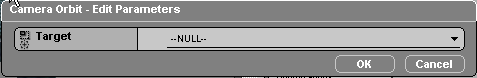 Camera Orbit - Edit Parameters
Target --NULL--
OK Cancel